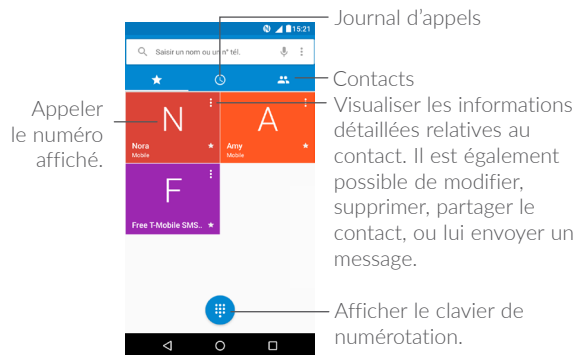 Journal d'appels
15:21
Saisir un nom ou un n° tél.
Contacts
Appeler
le numéro
affiché.
N
Nora
Mobile
A
Amy
Mobile
F
Free T-Mobile SMS..
Visualiser les informations
détaillées relatives au
contact. Il est également
possible de modifier,
supprimer, partager le
contact, ou lui envoyer un
message.
Afficher le clavier de
numérotation.